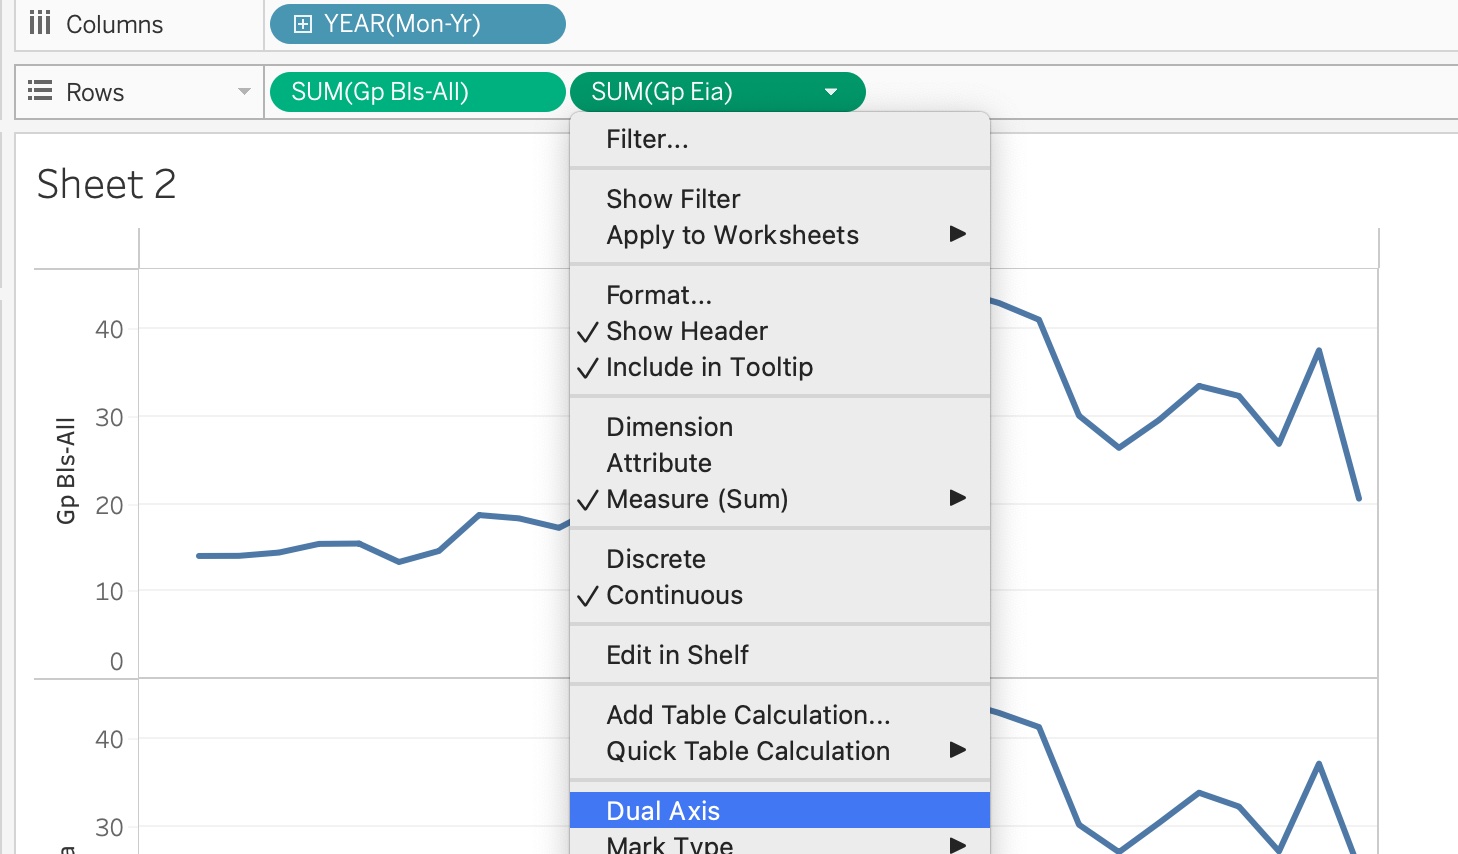 Columns
YEAR(Mon-Yr)
Rows
SUM(Gp Bls-All)
SUM(Gp Eia)
Sheet 2
Filter...
Show Filter
Apply to Worksheets
Format...
Show Header
Include in Tooltip
Dimension
Attribute
Measure (Sum)
Discrete
Continuous
Edit in Shelf
Add Table Calculation...
Quick Table Calculation
Dual Axis
Mark Type
Gp Bls-All
40
30
20
10
0
40
30